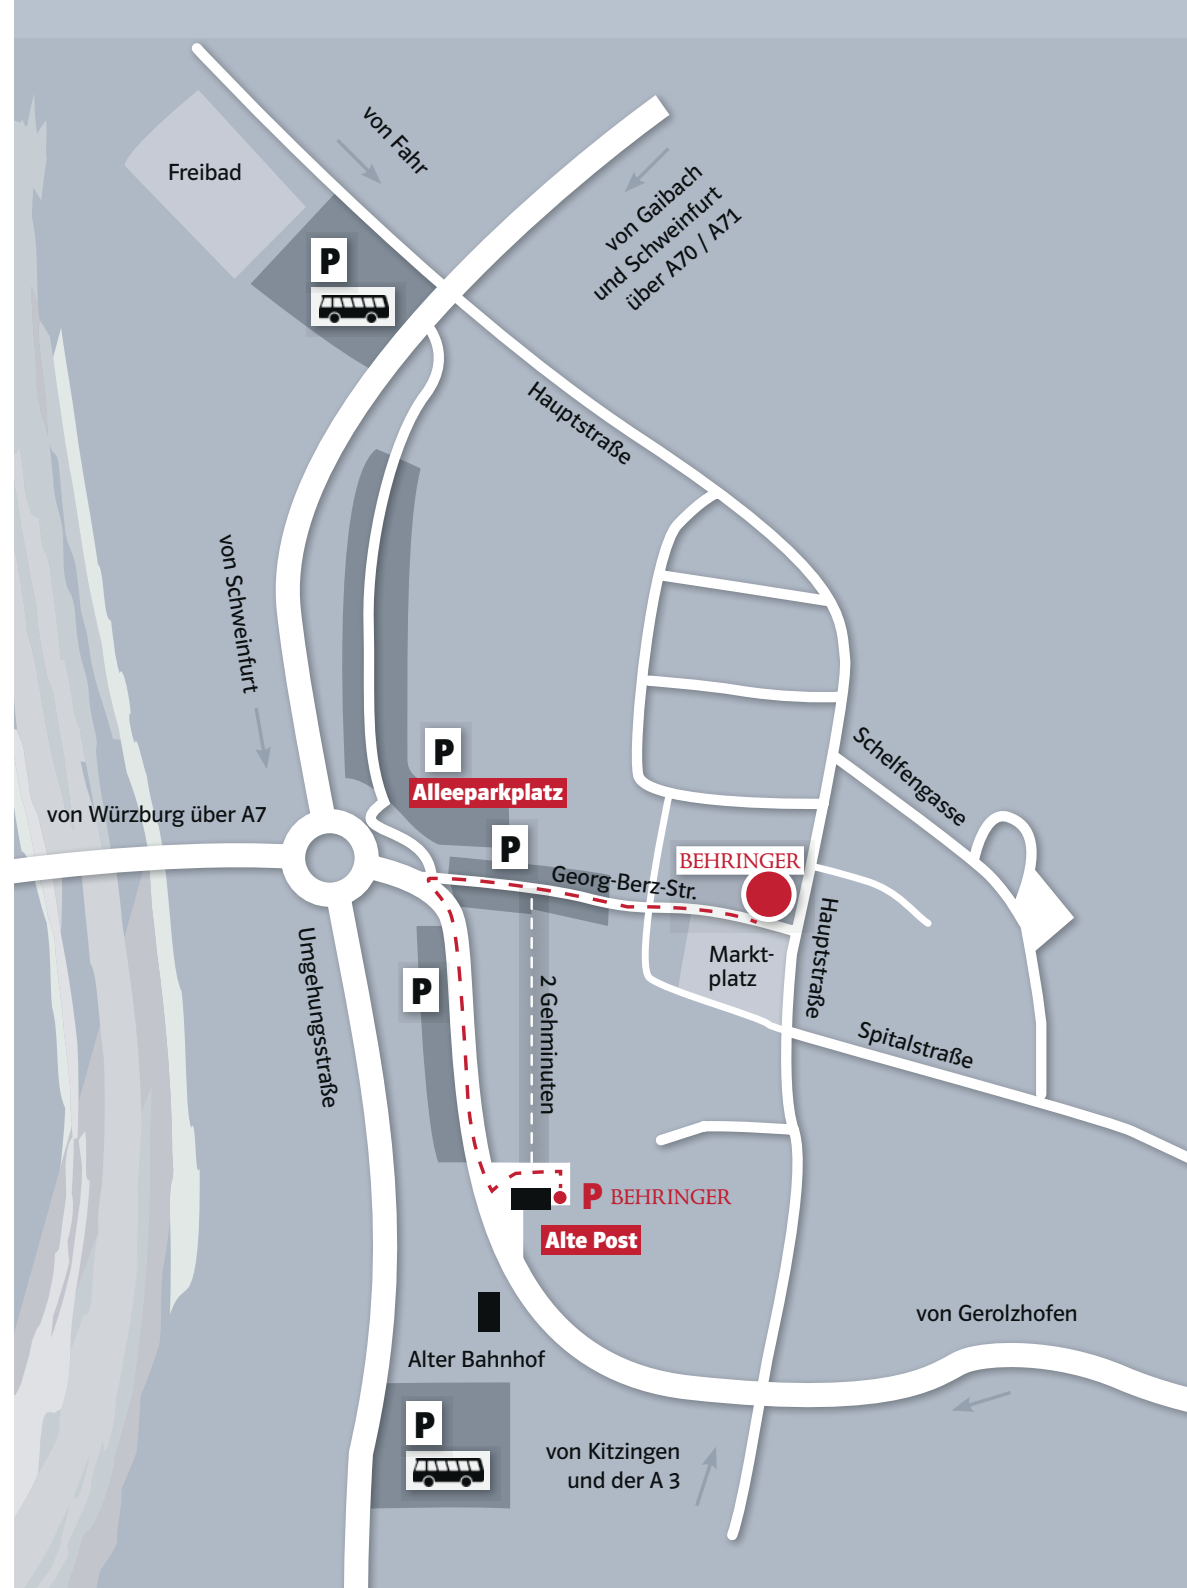 von Fahr
Freibad
von Gaibach
und Schweinfurt
über A70 / A71
P
Hauptstraße
von Schweinfurt
P
Alleeparkplatz
Schelfengasse
von Würzburg über A7
P
BEHRINGER
Georg-Berz-Str.
Hauptstraße
Markt-
platz
Umgehungsstraße
P
2 Gehminuten
Spitalstraße
P BEHRINGER
Alte Post
von Gerolzhofen
Alter Bahnhof
P
von Kitzingen
und der A 3